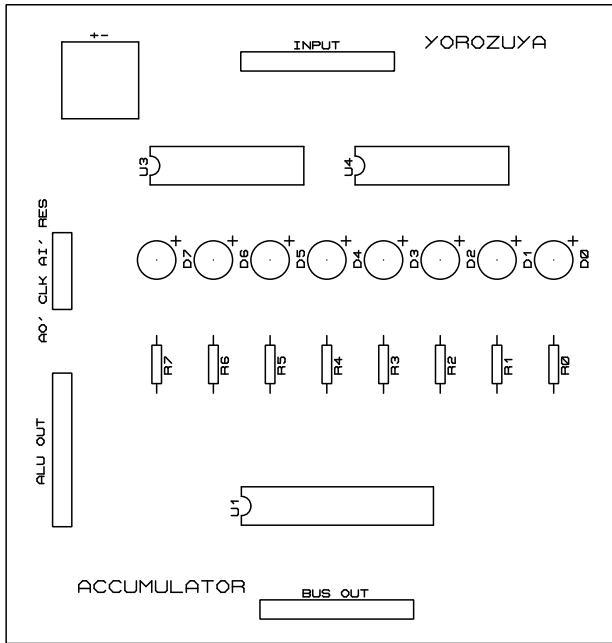 +-
INPUT
YOROZUYA
U3
U4
AO' CLK AI' RES
+ + + + + + + +
D7 D6 D5 D4 D3 D2 D1 D0
R7 R6 R5 R4 R3 R2 R1 R0
ALU OUT
U1
ACCUMULATOR
BUS OUT